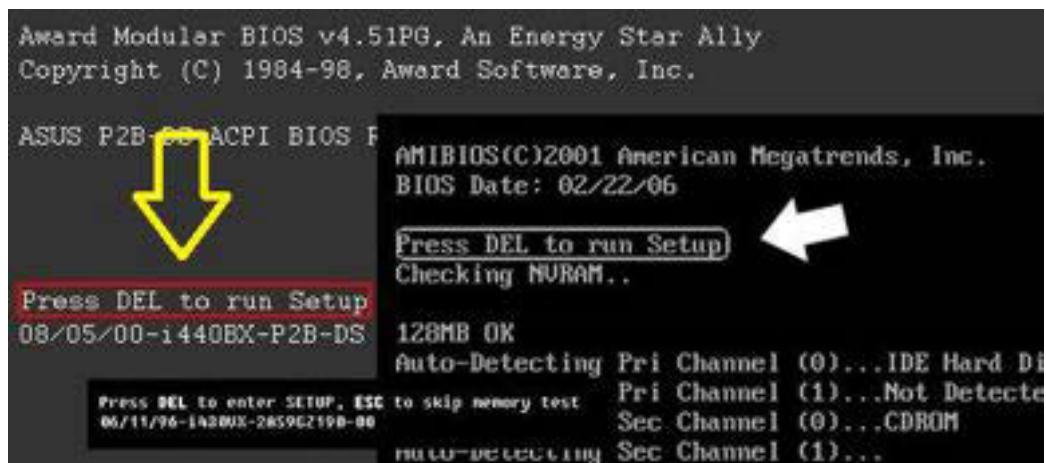 Award Modular BIOS v4.51PG, An Energy Star Ally
Copyright (C) 1984-98, Award Software, Inc.
ASUS P2B-DS ACPI BIOS
Press DEL to run Setup
08/05/00-i440BX-P2B-DS
AMIBIOS(C)2001 American Megatrends, Inc.
BIOS Date: 02/22/06
Press DEL to run Setup
Checking NVRAM..
128MB OK
Auto-Detecting Pri Channel (0)...IDE Hard Di
Pri Channel (1)...Not Detecte
Sec Channel (0)...CDROM
Auto-Detecting Sec Channel (1)...
Press DEL to enter SETUP, ESC to skip memory test